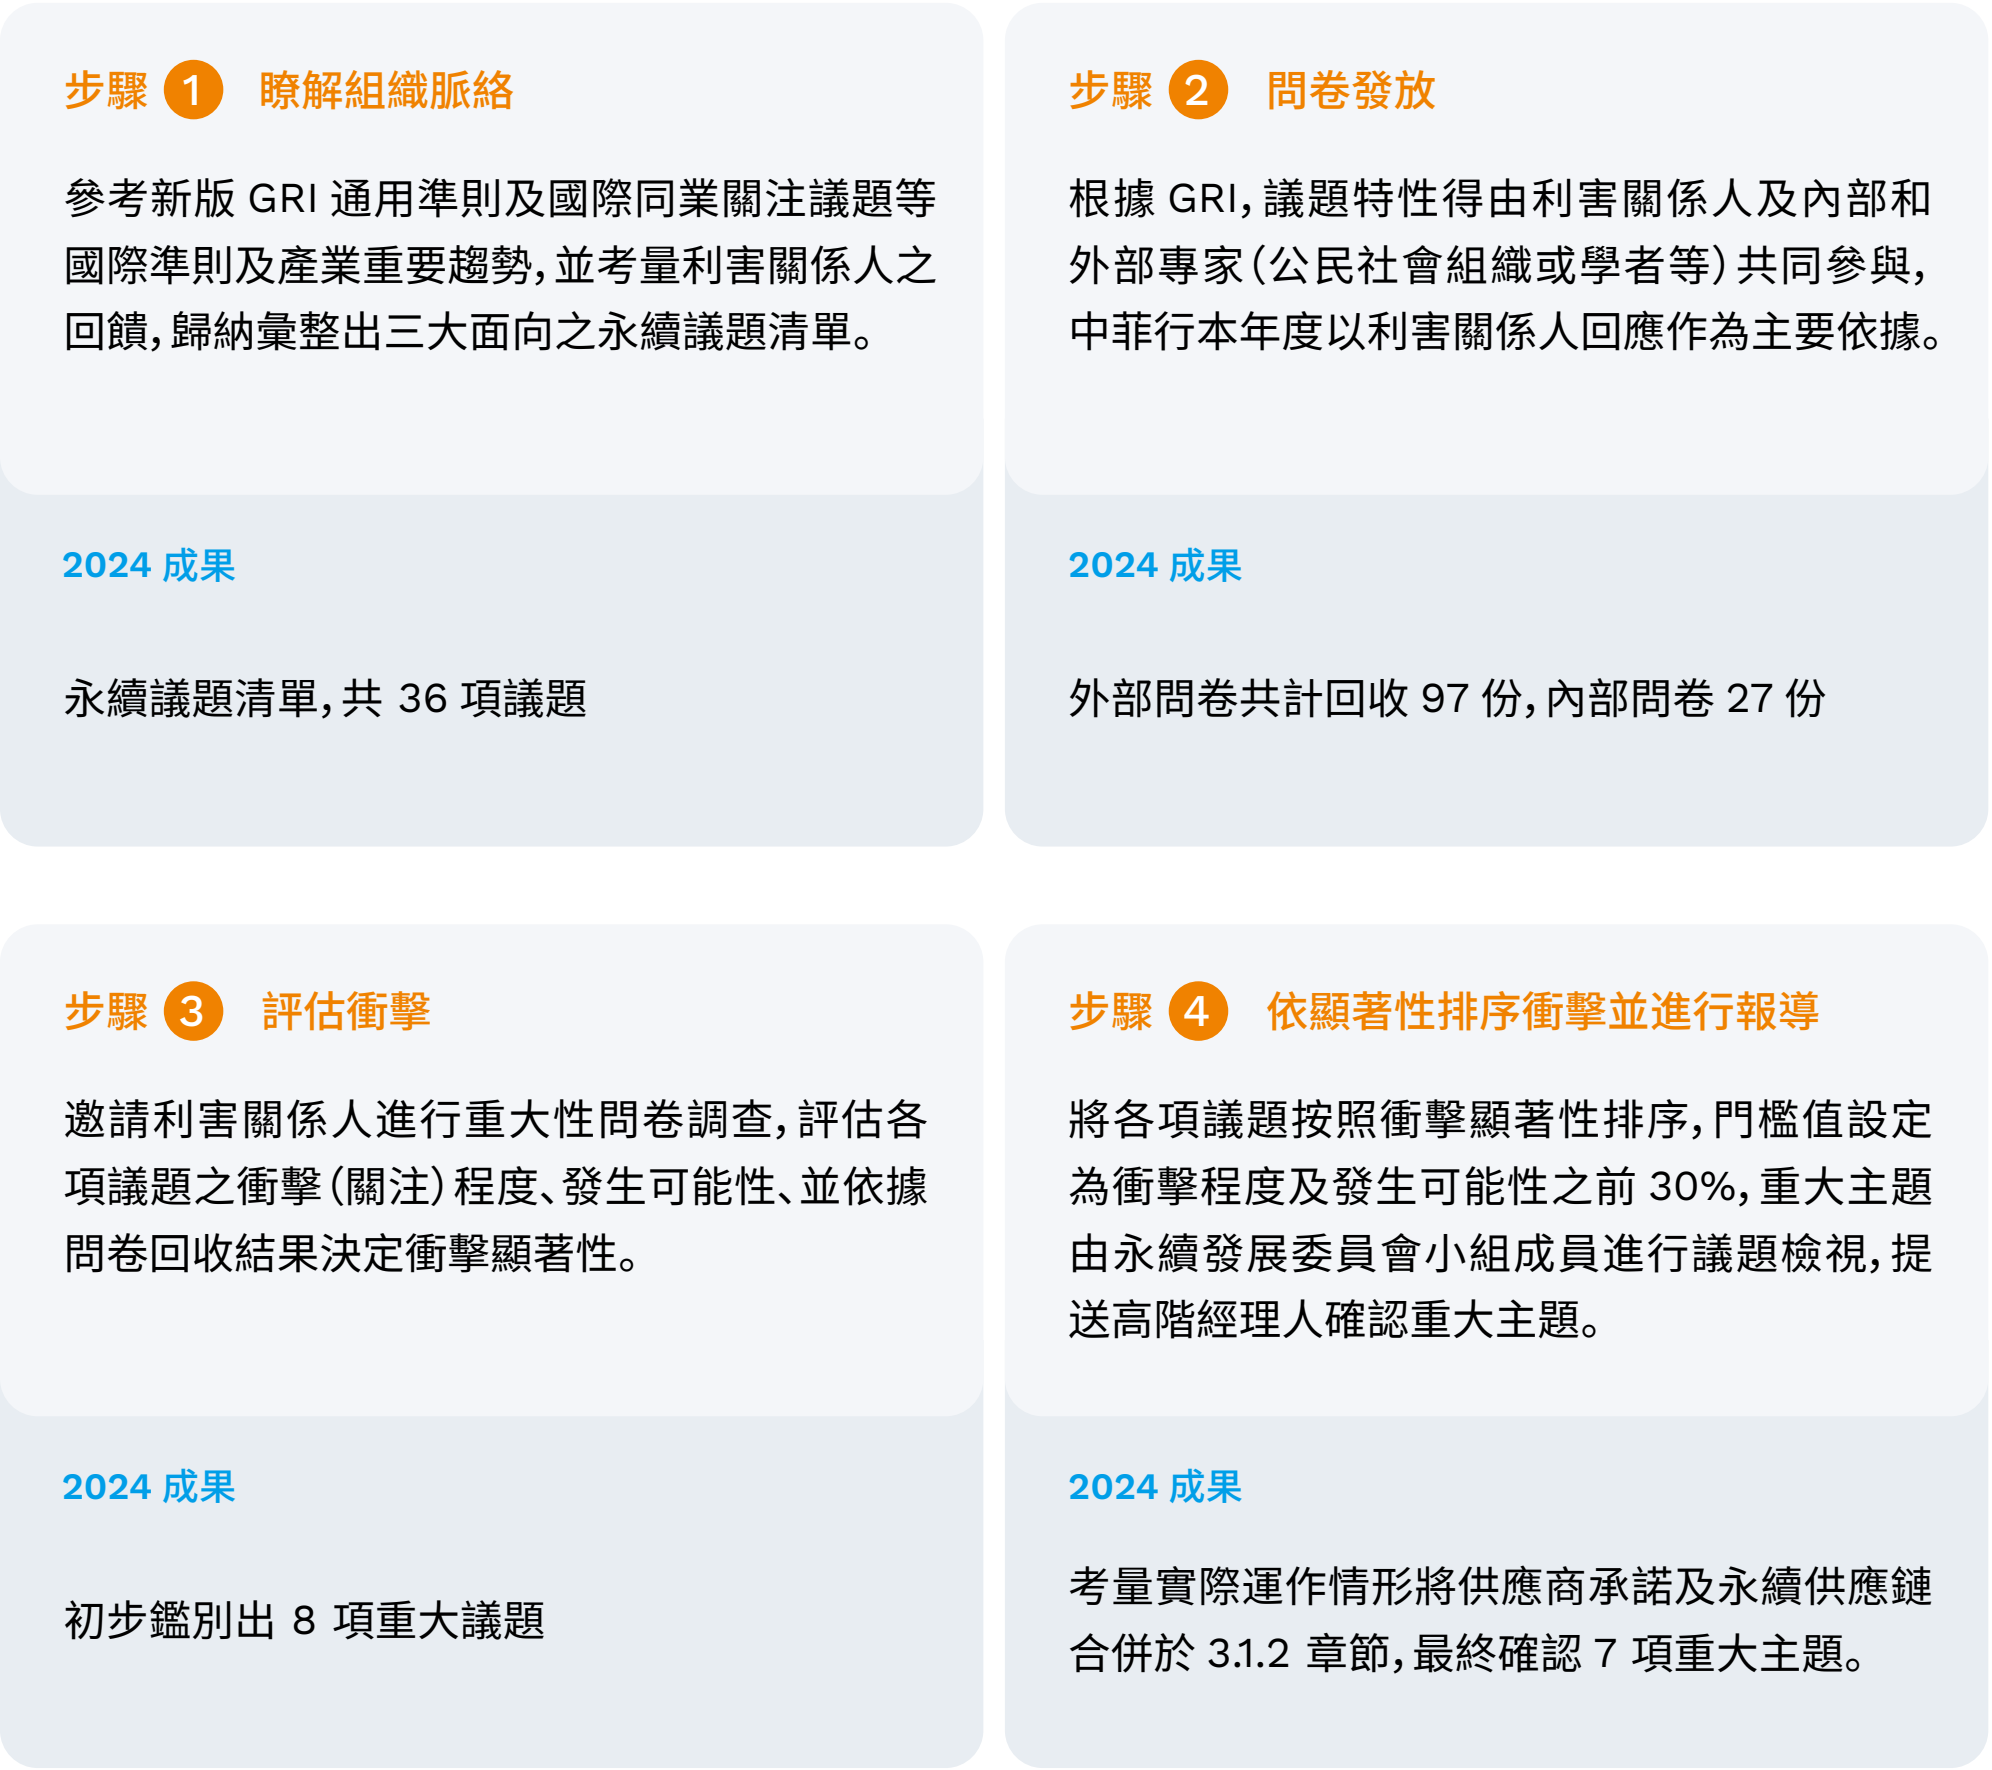 步驟 1 瞭解組織脈絡
參考新版 GRI 通用準則及國際同業關注議題等
國際準則及產業重要趨勢，並考量利害關係人之
回饋，歸納彙整出三大面向之永續議題清單。
2024 成果
永續議題清單，共 36 項議題
步驟 2 問卷發放
根據 GRI，議題特性得由利害關係人及內部和
外部專家（公民社會組織或學者等）共同參與，
中菲行本年度以利害關係人回應作為主要依據。
2024 成果
外部問卷共計回收 97 份，內部問卷 27 份
步驟 3 評估衝擊
邀請利害關係人進行重大性問卷調查，評估各
項議題之衝擊（關注）程度、發生可能性、並依據
問卷回收結果決定衝擊顯著性。
2024 成果
初步鑑別出 8 項重大議題
步驟 4 依顯著性排序衝擊並進行報導
將各項議題按照衝擊顯著性排序，門檻值設定
為衝擊程度及發生可能性之前 30%，重大主題
由永續發展委員會小組成員進行議題檢視，提
送高階經理人確認重大主題。
2024 成果
考量實際運作情形將供應商承諾及永續供應鏈
合併於 3.1.2 章節，最終確認 7 項重大主題。